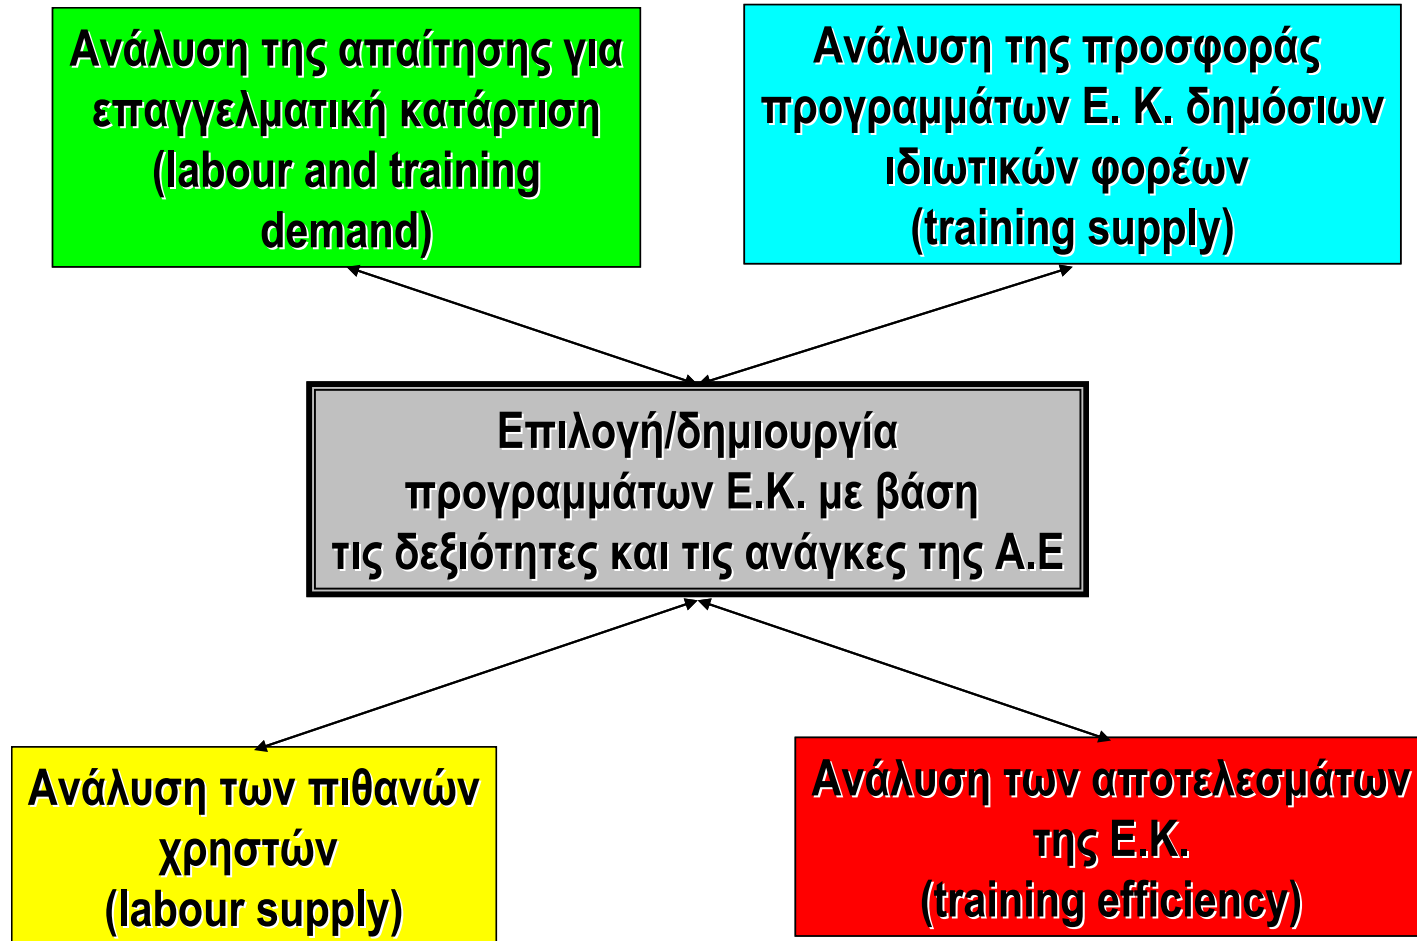 Ανάλυση της απαίτησης για
επαγγελματική κατάρτιση
(labour and training
demand)
Ανάλυση της προσφοράς
προγραμμάτων Ε. Κ. δημόσιων
ιδιωτικών φορέων
(training supply)
Επιλογή/δημιουργία
προγραμμάτων Ε.Κ. με βάση
τις δεξιότητες και τις ανάγκες της Α.Ε
Ανάλυση των πιθανών
χρηστών
(labour supply)
Ανάλυση των αποτελεσμάτων
της Ε.Κ.
(training efficiency)